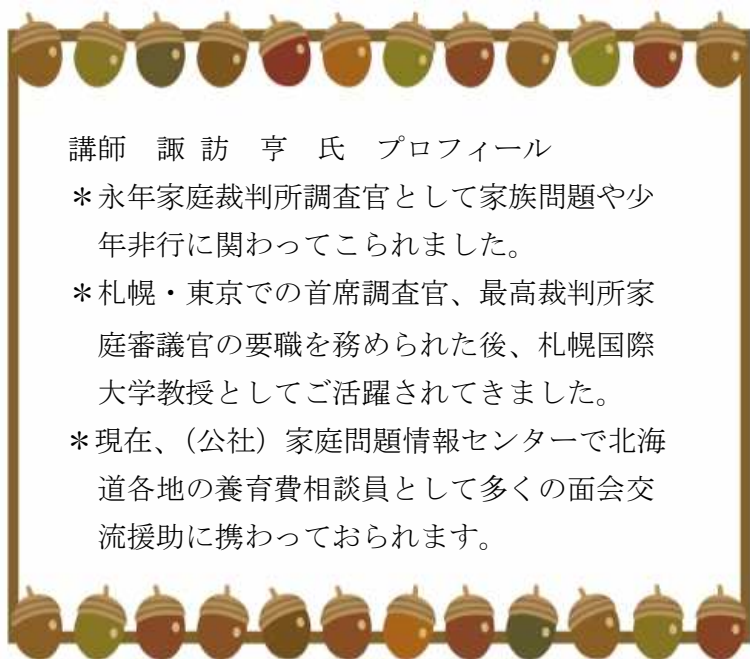 講師　諏 訪　亨　氏　プロフィール
＊永年家庭裁判所調査官として家族問題や少
年非行に関わってこられました。
＊札幌・東京での首席調査官、最高裁判所家
庭審議官の要職を務められた後、札幌国際
大学教授としてご活躍されてきました。
＊現在、（公社）家庭問題情報センターで北海
道各地の養育費相談員として多くの面会交
流援助に携わっておられます。